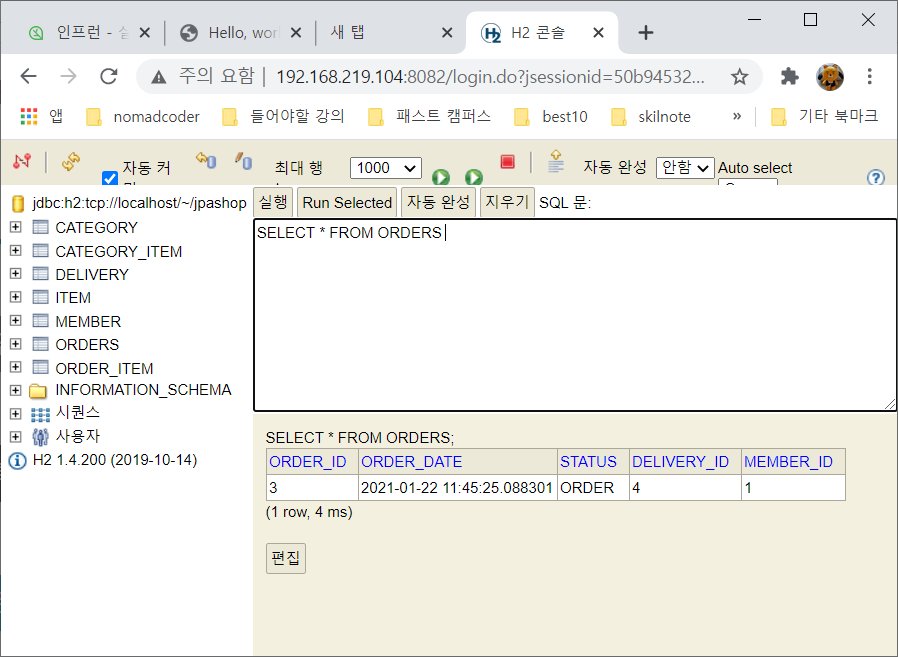 인프런 - 실
Hello, wor
새 탭
H2 콘솔
주의 요함 | 192.168.219.104:8082/login.do?jsessionid=50b94532...
앱
nomadcoder
들어야할 강의
패스트 캠퍼스
best10
skilnote
»
기타 북마크
자동 커
최대 행
1000
자동 완성
안함
Auto select
jdbc:h2:tcp://localhost/~/jpashop
실행
Run Selected
자동 완성
지우기
SQL 문:
CATEGORY
CATEGORY_ITEM
DELIVERY
ITEM
MEMBER
ORDERS
ORDER_ITEM
INFORMATION_SCHEMA
시퀀스
사용자
H2 1.4.200 (2019-10-14)
SELECT * FROM ORDERS
SELECT * FROM ORDERS;
ORDER_ID ORDER_DATE STATUS DELIVERY_ID MEMBER_ID
3 2021-01-22 11:45:25.088301 ORDER 4 1
(1 row, 4 ms)
편집